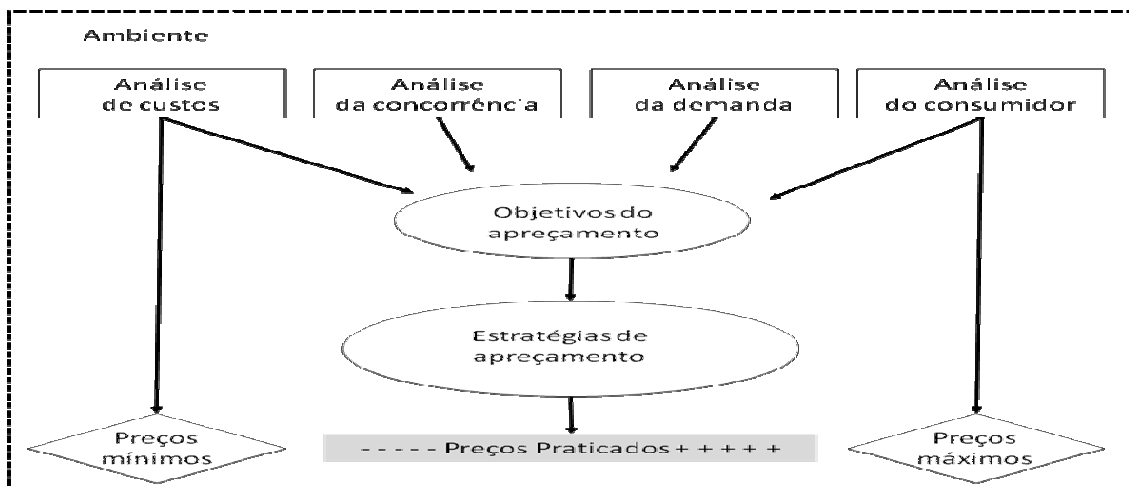 Ambiente
Análise
de custos
Análise
da concorrência
Análise
da demanda
Análise
do consumidor
Objetivos do
apreçamento
Estratégias de
apreçamento
Preços
mínimos
- - - - - Preços Praticados + + + + +
Preços
máximos